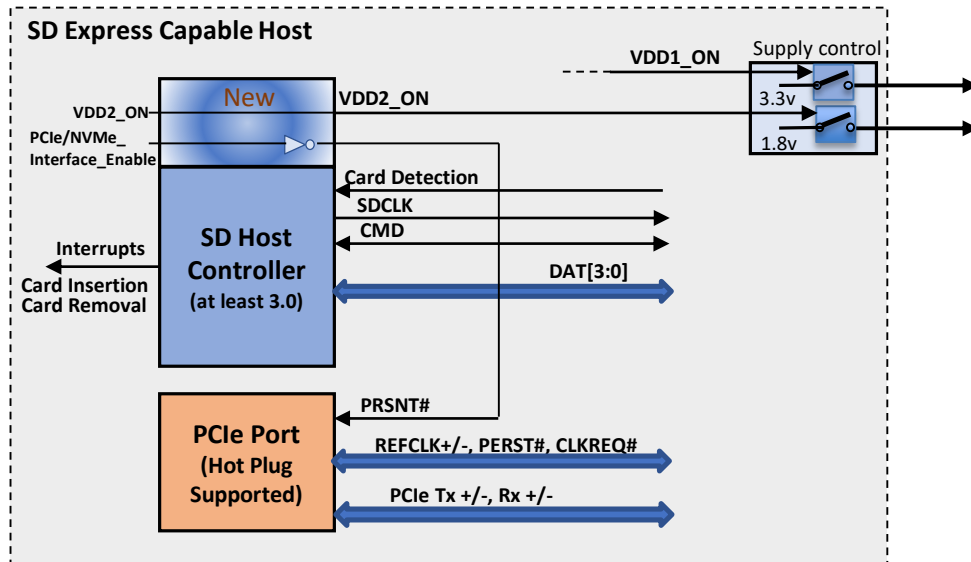 SD Express Capable Host
VDD1_ON
Supply control
New
VDD2_ON
VDD2_ON
3.3v
PCIe/NVMe_
Interface_Enable
1.8v
Card Detection
SDCLK
CMD
SD Host
Controller
(at least 3.0)
Interrupts
Card Insertion
Card Removal
DAT[3:0]
PRSNT#
PCIe Port
(Hot Plug
Supported)
REFCLK+/-, PERST#, CLKREQ#
PCIe Tx +/-, Rx +/-